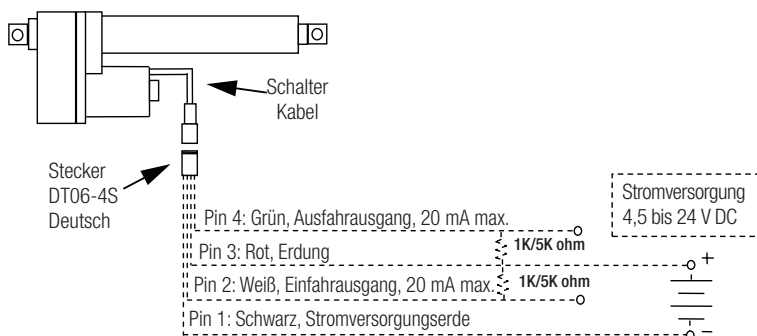 Schalter
Kabel
Stecker
DT06-4S
Deutsch
Stromversorgung
4,5 bis 24 V DC
Pin 4: Grün, Ausfahrausgang, 20 mA max.
1K/5K ohm
Pin 3: Rot, Erdung
+
Pin 2: Weiß, Einfahrausgang, 20 mA max.
1K/5K ohm
Pin 1: Schwarz, Stromversorgungserde
−